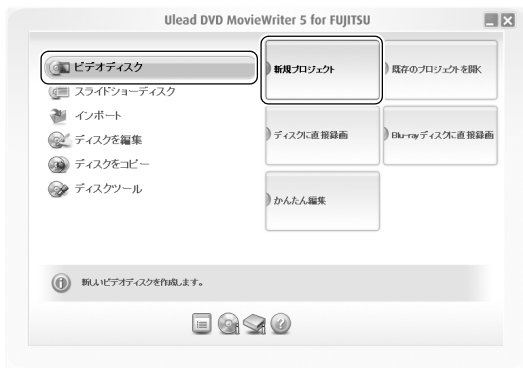 Ulead DVD MovieWriter 5 for FUJITSU
ビデオディスク
スライドショーディスク
インポート
ディスクを編集
ディスクをコピー
ディスクツール
新規プロジェクト
既存のプロジェクトを開く
ディスクに直接録画
Blu-rayディスクに直接録画
かんたん編集
新しいビデオディスクを作成します。